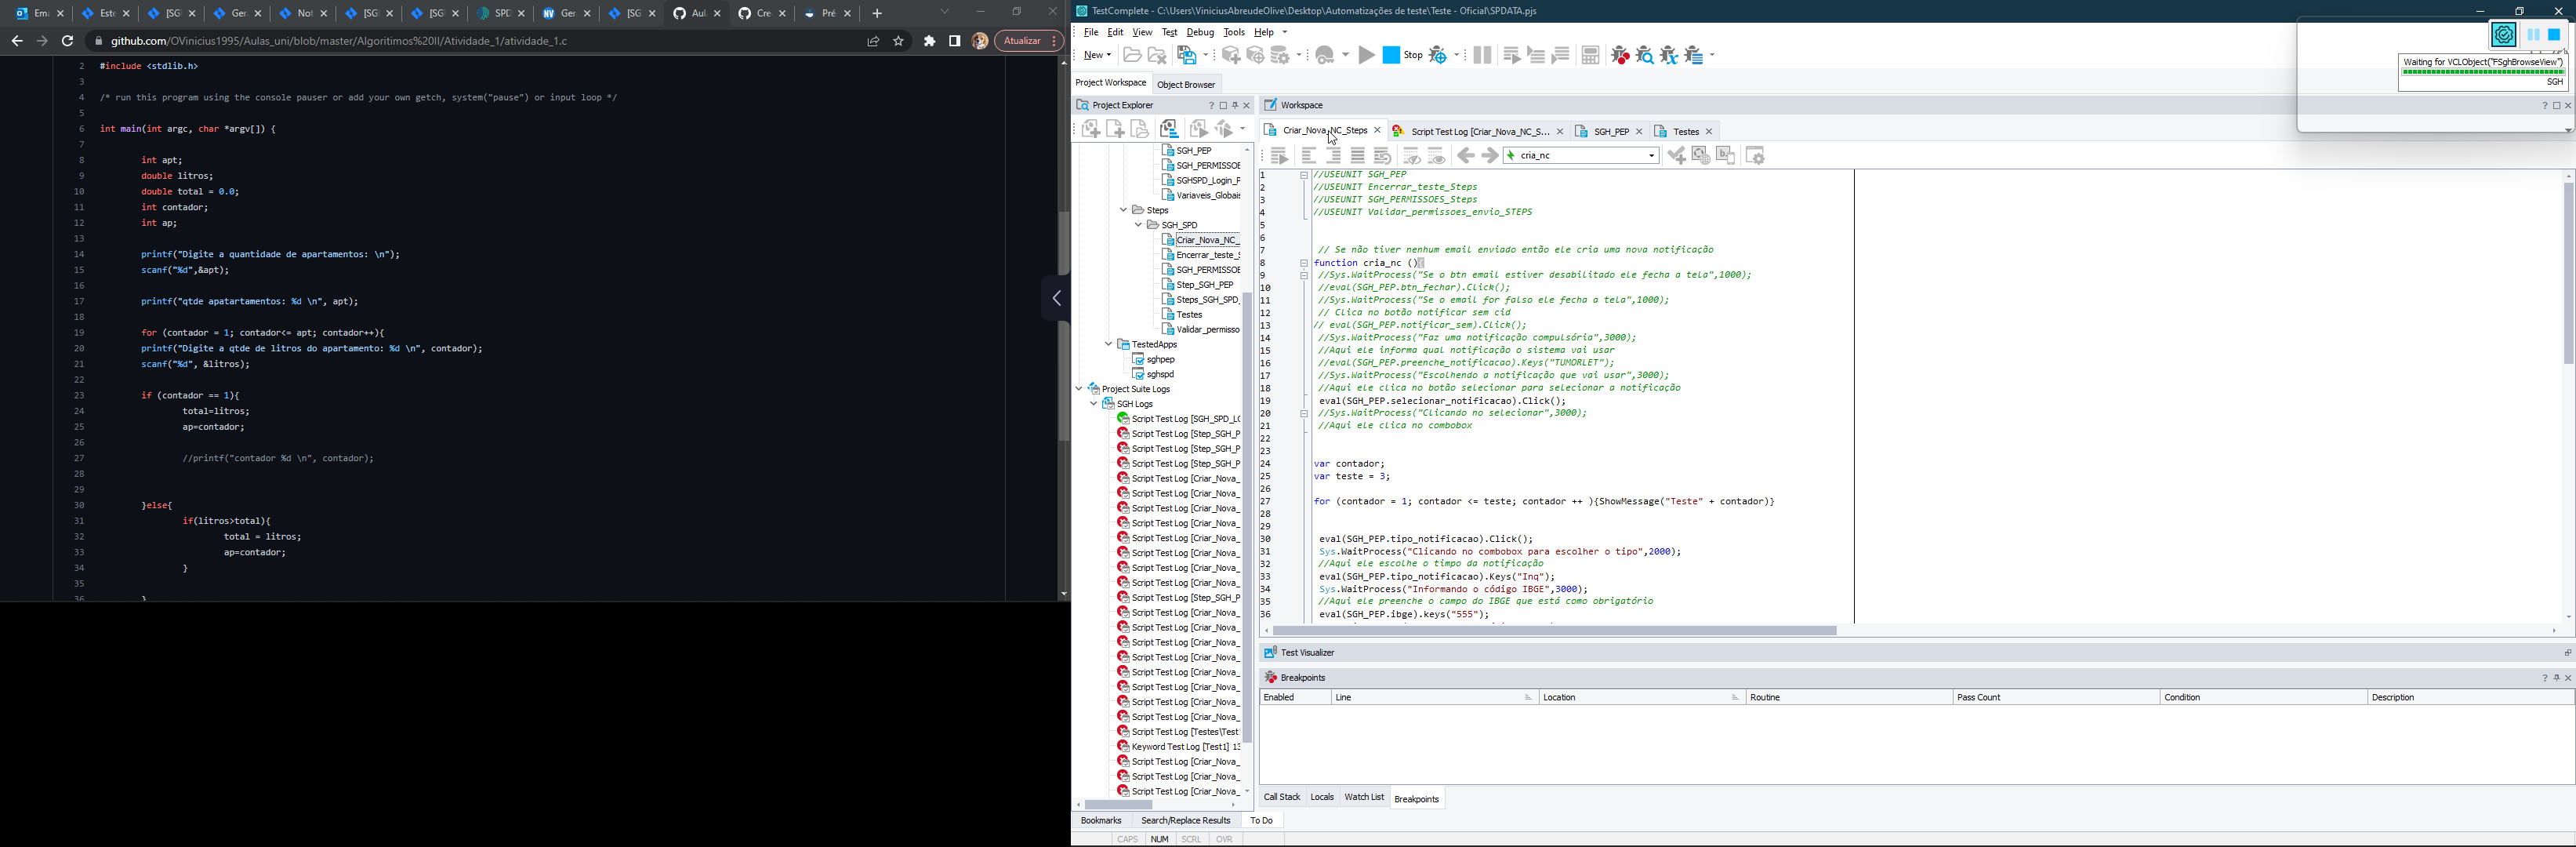 Em
Este
[SG
Ger
Not
[SG
[SG
SPD
Ger
[SG
Aul
Cre
Pré
github.com/OVinicius1995/Aulas_uni/blob/master/Algoritimos%20II/Atividade_1/atividade_1.c
Atualizar
2 #include <stdlib.h>
3
4 /* run this program using the console pauser or add your own getch, system("pause") or input loop */
5
6 int main(int argc, char *argv[]) {
7
8 int apt;
9 double litros;
10 double total = 0.0;
11 int contador;
12 int ap;
13
14 printf("Digite a quantidade de apartamentos: \n");
15 scanf("%d",&apt);
16
17 printf("qtde apatartamentos: %d \n", apt);
18
19 for (contador = 1; contador<= apt; contador++){
20 printf("Digite a qtde de litros do apartamento: %d \n", contador);
21 scanf("%d", &litros);
22
23 if (contador == 1){
24 total=litros;
25 ap=contador;
26
27 //printf("contador %d \n", contador);
28
29
30 }else{
31 if(litros>total){
32 total = litros;
33 ap=contador;
34 }
35
36 }
TestComplete - C:\Users\ViniciusAbreudeOlive\Desktop\Automatizações de teste\Teste - Oficial\SPDATA.pjs
File Edit View Test Debug Tools Help
New
Stop
Waiting for VCLObject("FSghBrowseView")
SGH
Project Workspace
Object Browser
Project Explorer
SGH_PEP
SGH_PERMISSOE
SGHSPD_Login_F
Variaveis_Globais
Steps
SGH_SPD
Criar_Nova_NC_
Encerrar_teste_S
SGH_PERMISSOE
Step_SGH_PEP
Steps_SGH_SPD_
Testes
Validar_permisso
TestedApps
sghpep
sghspd
Project Suite Logs
SGH Logs
Script Test Log [SGH_SPD_LO
Script Test Log [Step_SGH_P
Script Test Log [Step_SGH_P
Script Test Log [Step_SGH_P
Script Test Log [Criar_Nova_
Script Test Log [Criar_Nova_
Script Test Log [Criar_Nova_
Script Test Log [Criar_Nova_
Script Test Log [Criar_Nova_
Script Test Log [Criar_Nova_
Script Test Log [Criar_Nova_
Script Test Log [Criar_Nova_
Script Test Log [Step_SGH_P
Script Test Log [Criar_Nova_
Script Test Log [Criar_Nova_
Script Test Log [Criar_Nova_
Script Test Log [Criar_Nova_
Script Test Log [Criar_Nova_
Script Test Log [Criar_Nova_
Script Test Log [Criar_Nova_
Script Test Log [Criar_Nova_
Script Test Log [Testes\Test
Keyword Test Log [Test1] 13
Script Test Log [Criar_Nova_
Script Test Log [Criar_Nova_
Script Test Log [Criar_Nova_
Bookmarks
Search/Replace Results
To Do
CAPS NUM SCRL OVR
Workspace
Criar_Nova_NC_Steps
Script Test Log [Criar_Nova_NC_S...
SGH_PEP
Testes
cria_nc
1 //USEUNIT SGH_PEP
2 //USEUNIT Encerrar_teste_Steps
3 //USEUNIT SGH_PERMISSOES_Steps
4 //USEUNIT Validar_permissoes_envio_STEPS
5
6
7 // Se não tiver nenhum email enviado então ele cria uma nova notificação
8 function cria_nc (){
9 //Sys.WaitProcess("Se o btn email estiver desabilitado ele fecha a tela",1000);
10 //eval(SGH_PEP.btn_fechar).Click();
11 //Sys.WaitProcess("Se o email for falso ele fecha a tela",1000);
12 // Clica no botão notificar sem cid
13 // eval(SGH_PEP.notificar_sem).Click();
14 //Sys.WaitProcess("Faz uma notificação compulsória",3000);
15 //Aqui ele informa qual notificação o sistema vai usar
16 //eval(SGH_PEP.preenche_notificacao).Keys("TUMORLET");
17 //Sys.WaitProcess("Escolhendo a notificação que vai usar",3000);
18 //Aqui ele clica no botão selecionar para selecionar a notificação
19 eval(SGH_PEP.selecionar_notificacao).Click();
20 //Sys.WaitProcess("Clicando no selecionar",3000);
21 //Aqui ele clica no combobox
22
23
24 var contador;
25 var teste = 3;
26
27 for (contador = 1; contador <= teste; contador ++ ){ShowMessage("Teste" + contador)}
28
29
30 eval(SGH_PEP.tipo_notificacao).Click();
31 Sys.WaitProcess("Clicando no combobox para escolher o tipo",2000);
32 //Aqui ele escolhe o timpo da notificação
33 eval(SGH_PEP.tipo_notificacao).Keys("Inq");
34 Sys.WaitProcess("Informando o código IBGE",3000);
35 //Aqui ele preenche o campo do IBGE que está como obrigatório
36 eval(SGH_PEP.ibge).keys("555");
Test Visualizer
Breakpoints
Enabled Line Location Routine Pass Count Condition Description
Call Stack Locals Watch List Breakpoints